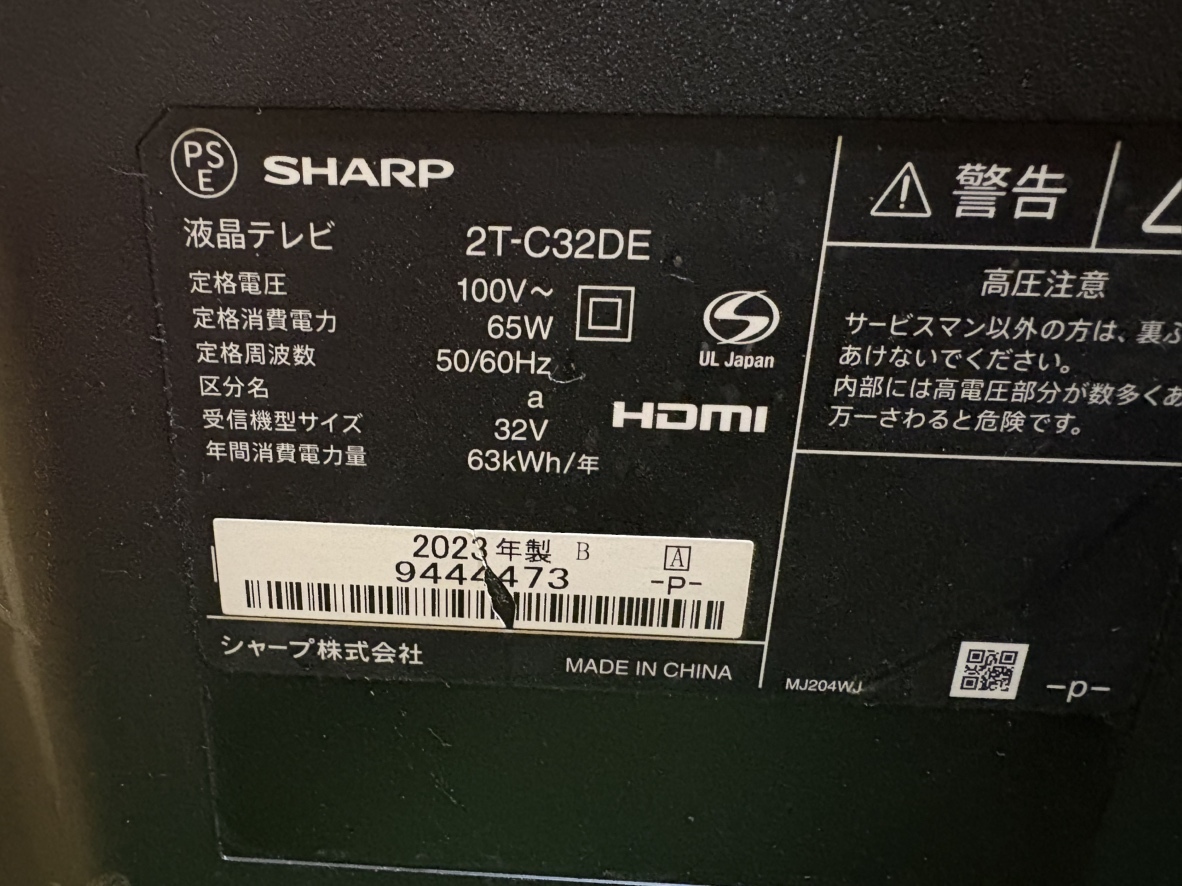 PS
E
SHARP
液晶テレビ 2T-C32DE
定格電圧 100V～
定格消費電力 65W
定格周波数 50/60Hz
区分名 a
受信機型サイズ 32V
年間消費電力量 63kWh/年
UL Japan
HDMI
2023年製 B A
9444473 -P-
シャープ株式会社
MADE IN CHINA
警告
高圧注意
サービスマン以外の方は、裏ぶ
あけないでください。
内部には高電圧部分が数多くあ
万一さわると危険です。
MJ204WJ
-p-